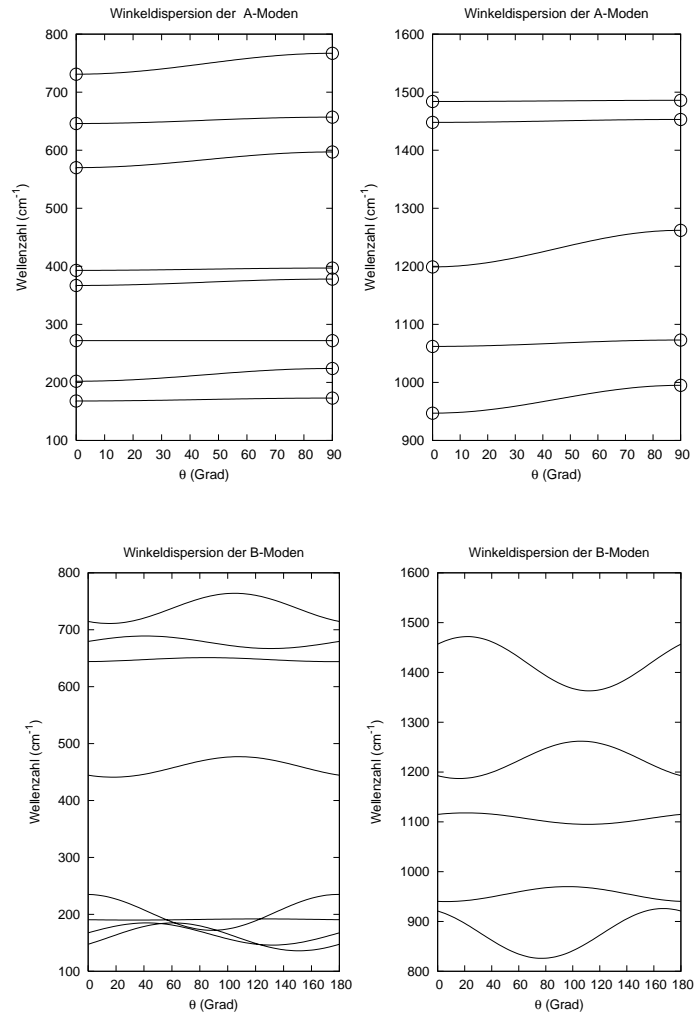 Winkeldispersion der A-Moden
800
700
600
500
400
300
200
100
0 10 20 30 40 50 60 70 80 90
Wellenzahl (cm-1)
θ (Grad)
Winkeldispersion der A-Moden
1600
1500
1400
1300
1200
1100
1000
900
0 10 20 30 40 50 60 70 80 90
Wellenzahl (cm-1)
θ (Grad)
Winkeldispersion der B-Moden
800
700
600
500
400
300
200
100
0 20 40 60 80 100 120 140 160 180
Wellenzahl (cm-1)
θ (Grad)
Winkeldispersion der B-Moden
1600
1500
1400
1300
1200
1100
1000
900
800
0 20 40 60 80 100 120 140 160 180
Wellenzahl (cm-1)
θ (Grad)